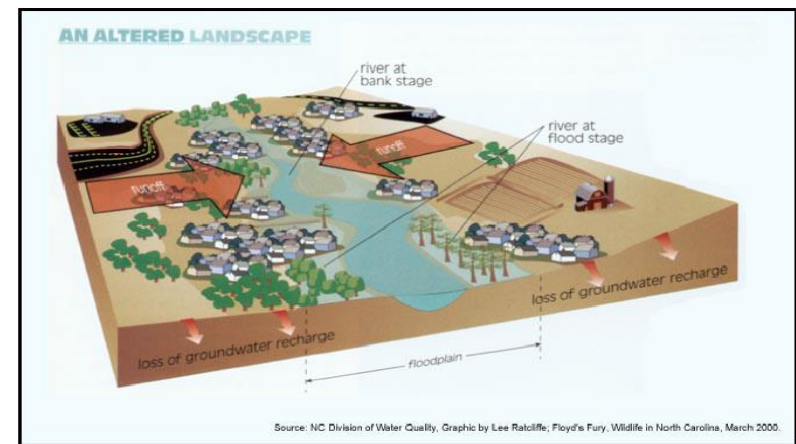 AN ALTERED LANDSCAPE
river at
bank stage
river at
flood stage
runoff
runoff
loss of groundwater recharge
loss of groundwater recharge
floodplain
Source: NC Division of Water Quality, Graphic by Lee Ratcliffe; Floyd's Fury, Wildlife in North Carolina, March 2000.